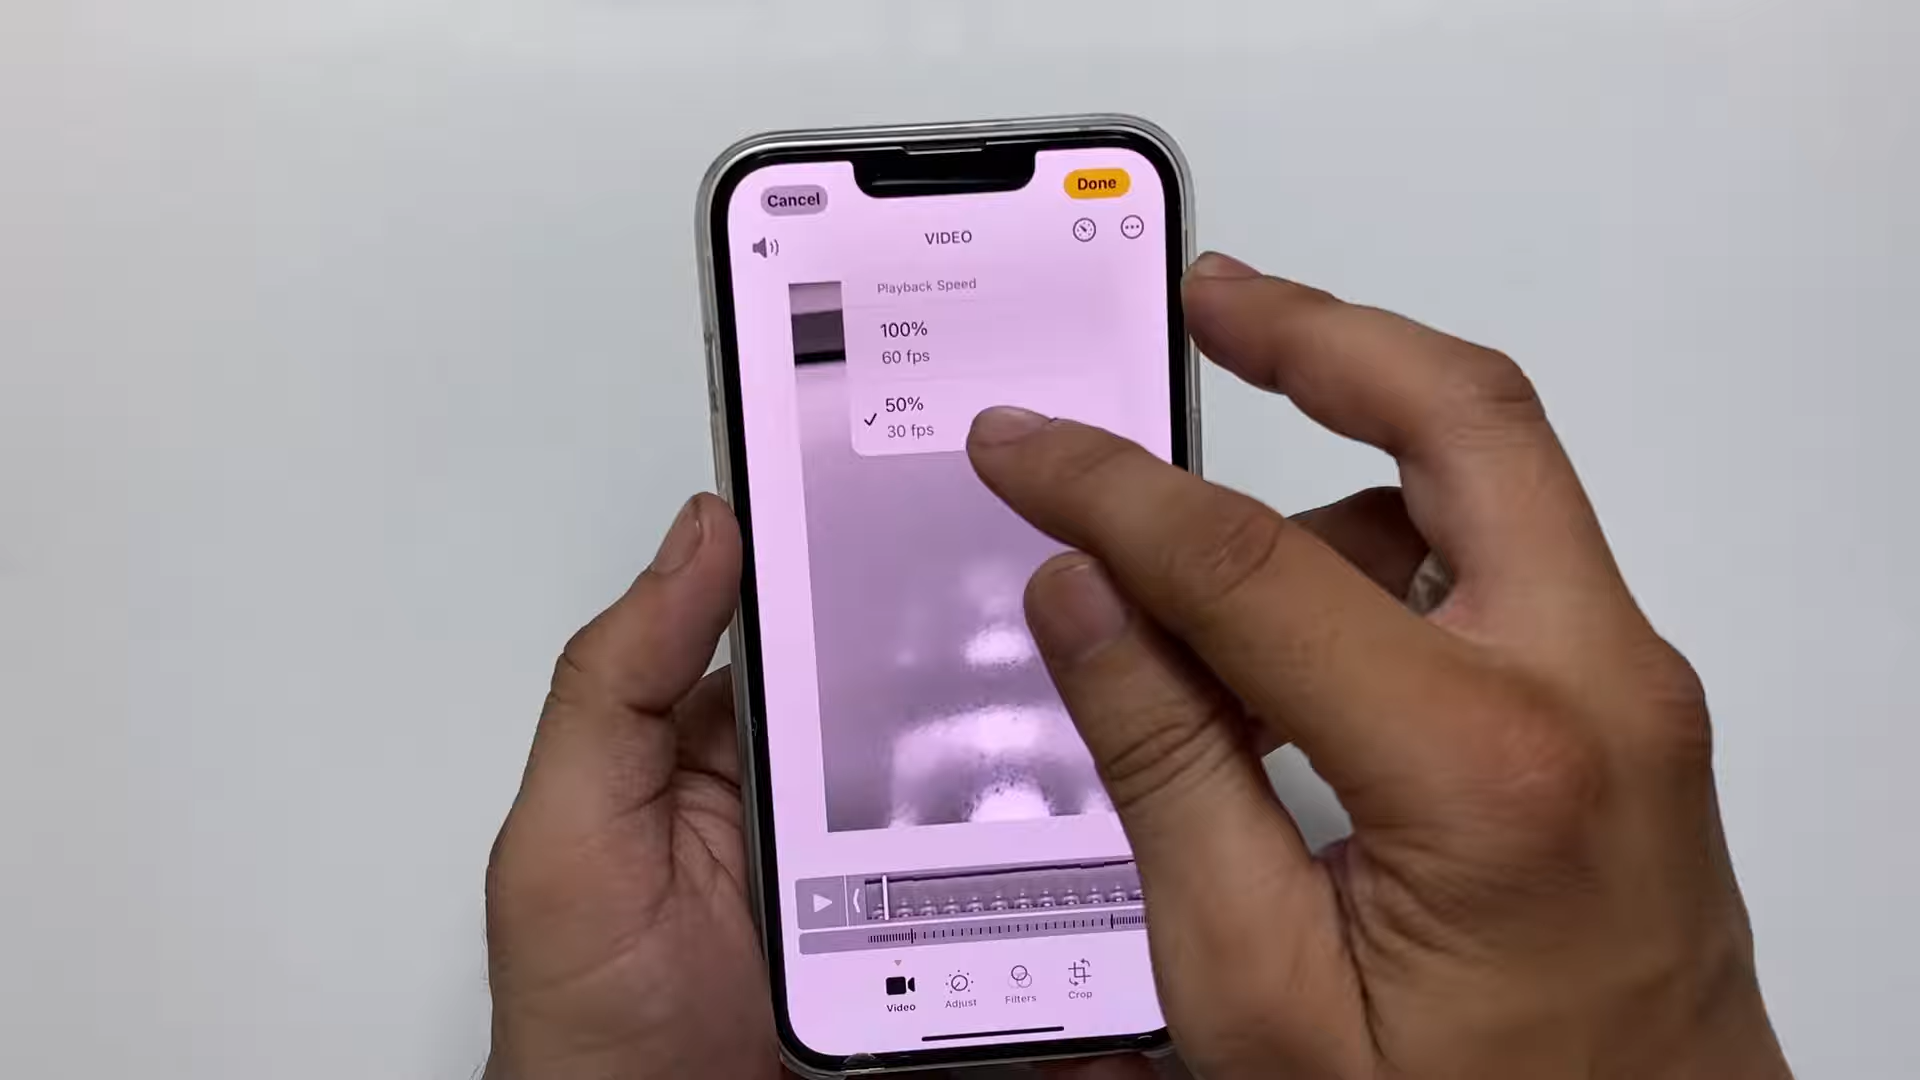 Cancel
Done
VIDEO
Playback Speed
100%
60 fps
50%
30 fps
Video
Adjust
Filters
Crop